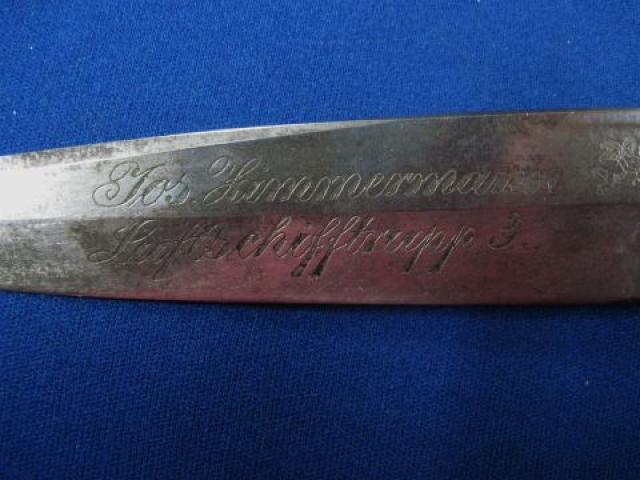 Jos. Zimmermann
Luftschifftrupp 3.